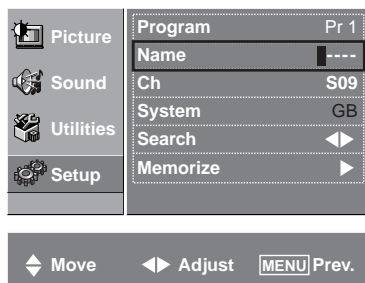 Picture
Sound
Utilities
Setup
Program Pr 1
Name ----
Ch S09
System GB
Search ◀▶
Memorize ▶
Move ◀▶ Adjust MENU Prev.